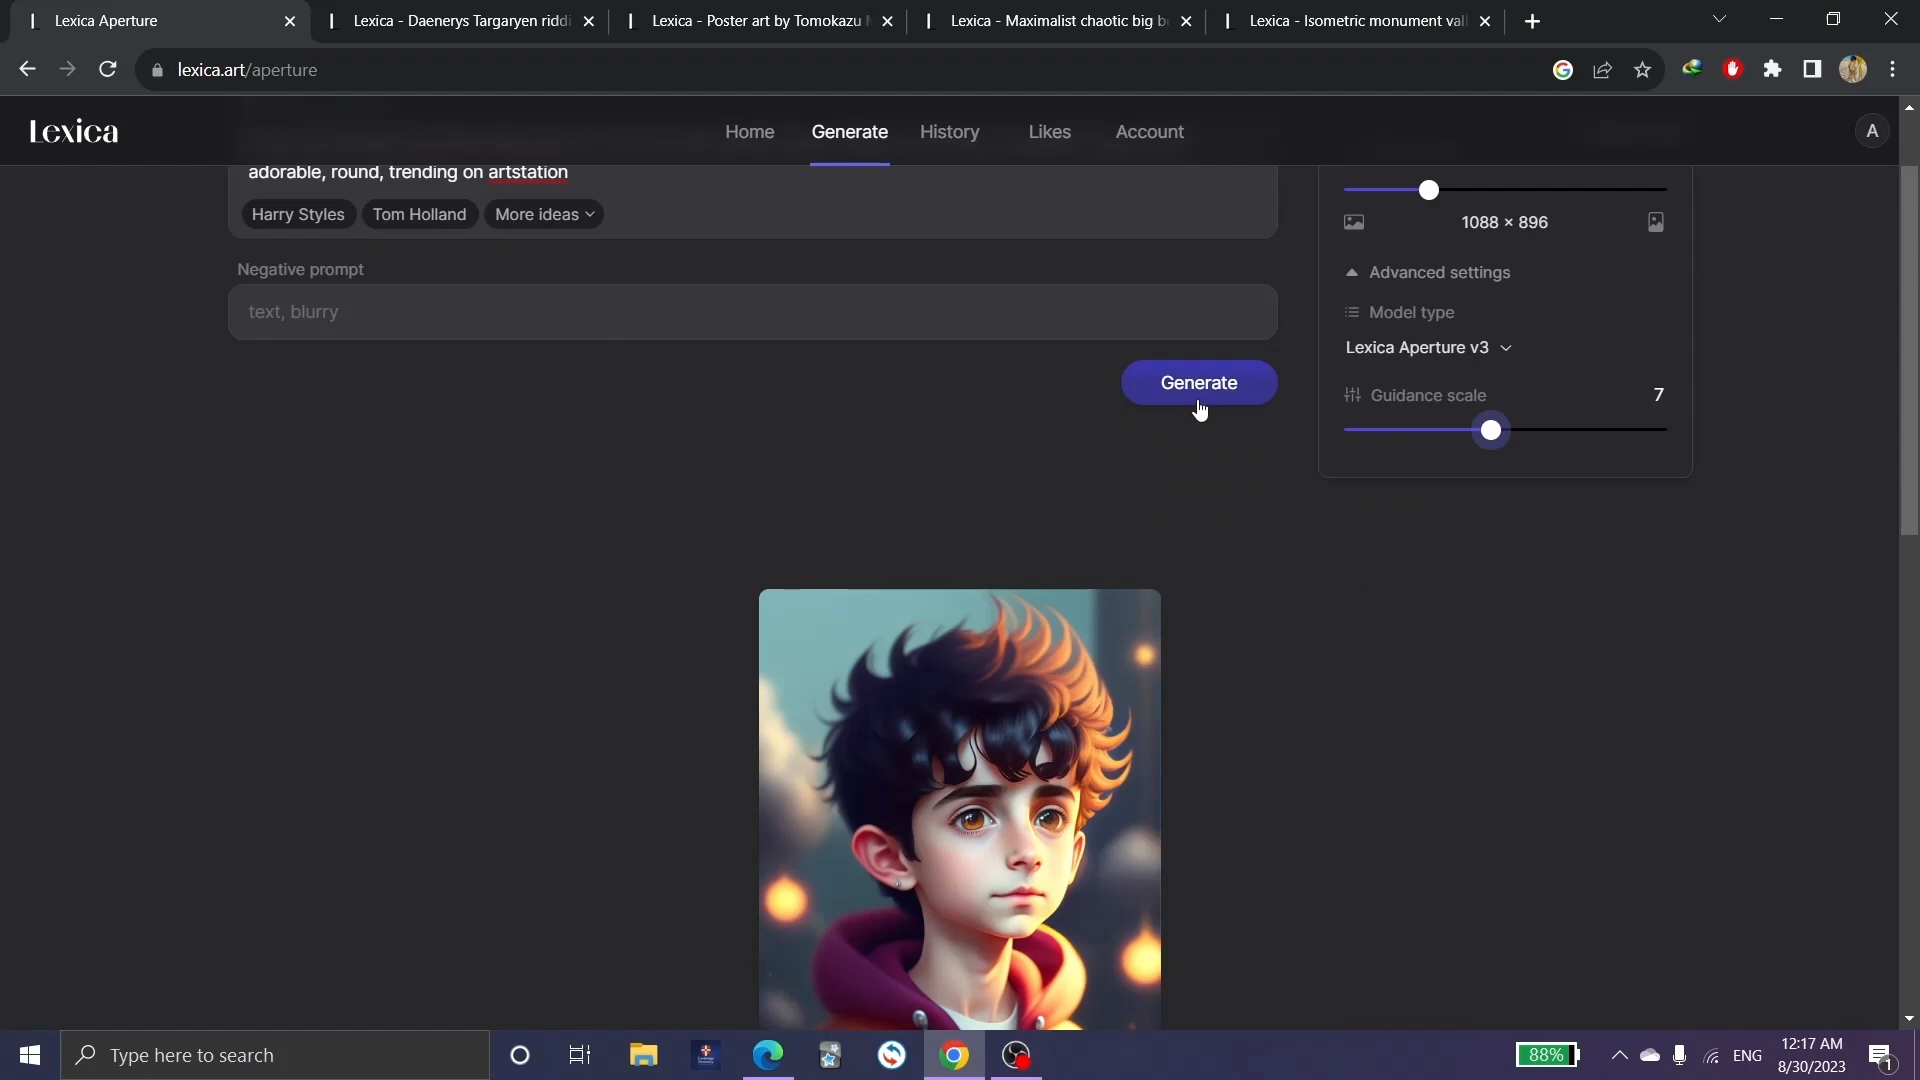 Lexica Aperture
Lexica - Daenerys Targaryen riddi
Lexica - Poster art by Tomokazu
Lexica - Maximalist chaotic big b
Lexica - Isometric monument vall
lexica.art/aperture
Lexica
Home
Generate
History
Likes
Account
A
adorable, round, trending on artstation
Harry Styles
Tom Holland
More ideas
1088 × 896
Negative prompt
text, blurry
Advanced settings
Model type
Lexica Aperture v3
Generate
Guidance scale
7
Type here to search
88%
ENG
12:17 AM
8/30/2023
1